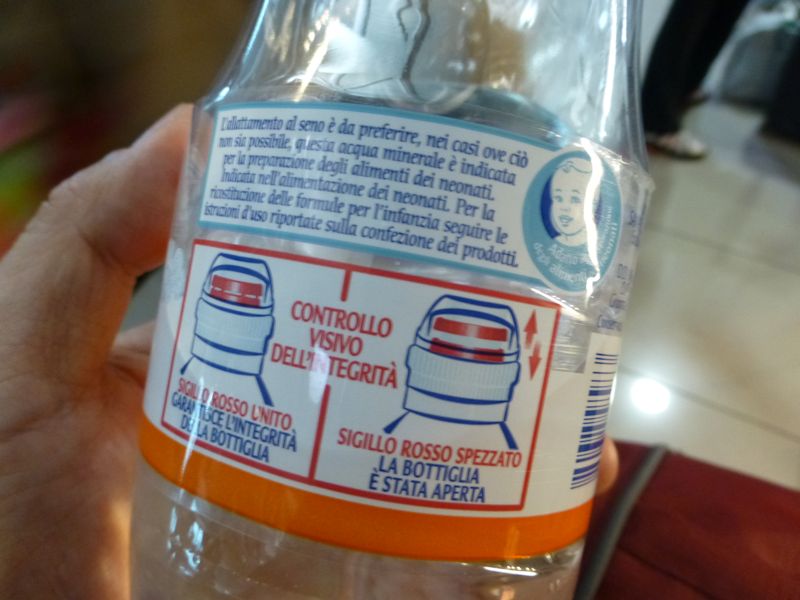 L'allattamento al seno è da preferire, nei casi ove ciò
non sia possibile, questa acqua minerale è indicata
per la preparazione degli alimenti dei neonati.
Indicata nell'alimentazione dei neonati. Per la
ricostituzione delle formule per l'infanzia seguire le
istruzioni d'uso riportate sulla confezione dei prodotti.
degli alimenti
neonati
CONTROLLO
VISIVO
DELL'INTEGRITÀ
SIGILLO ROSSO UNITO
GARANTISCE L'INTEGRITÀ
DELLA BOTTIGLIA
SIGILLO ROSSO SPEZZATO
LA BOTTIGLIA
È STATA APERTA